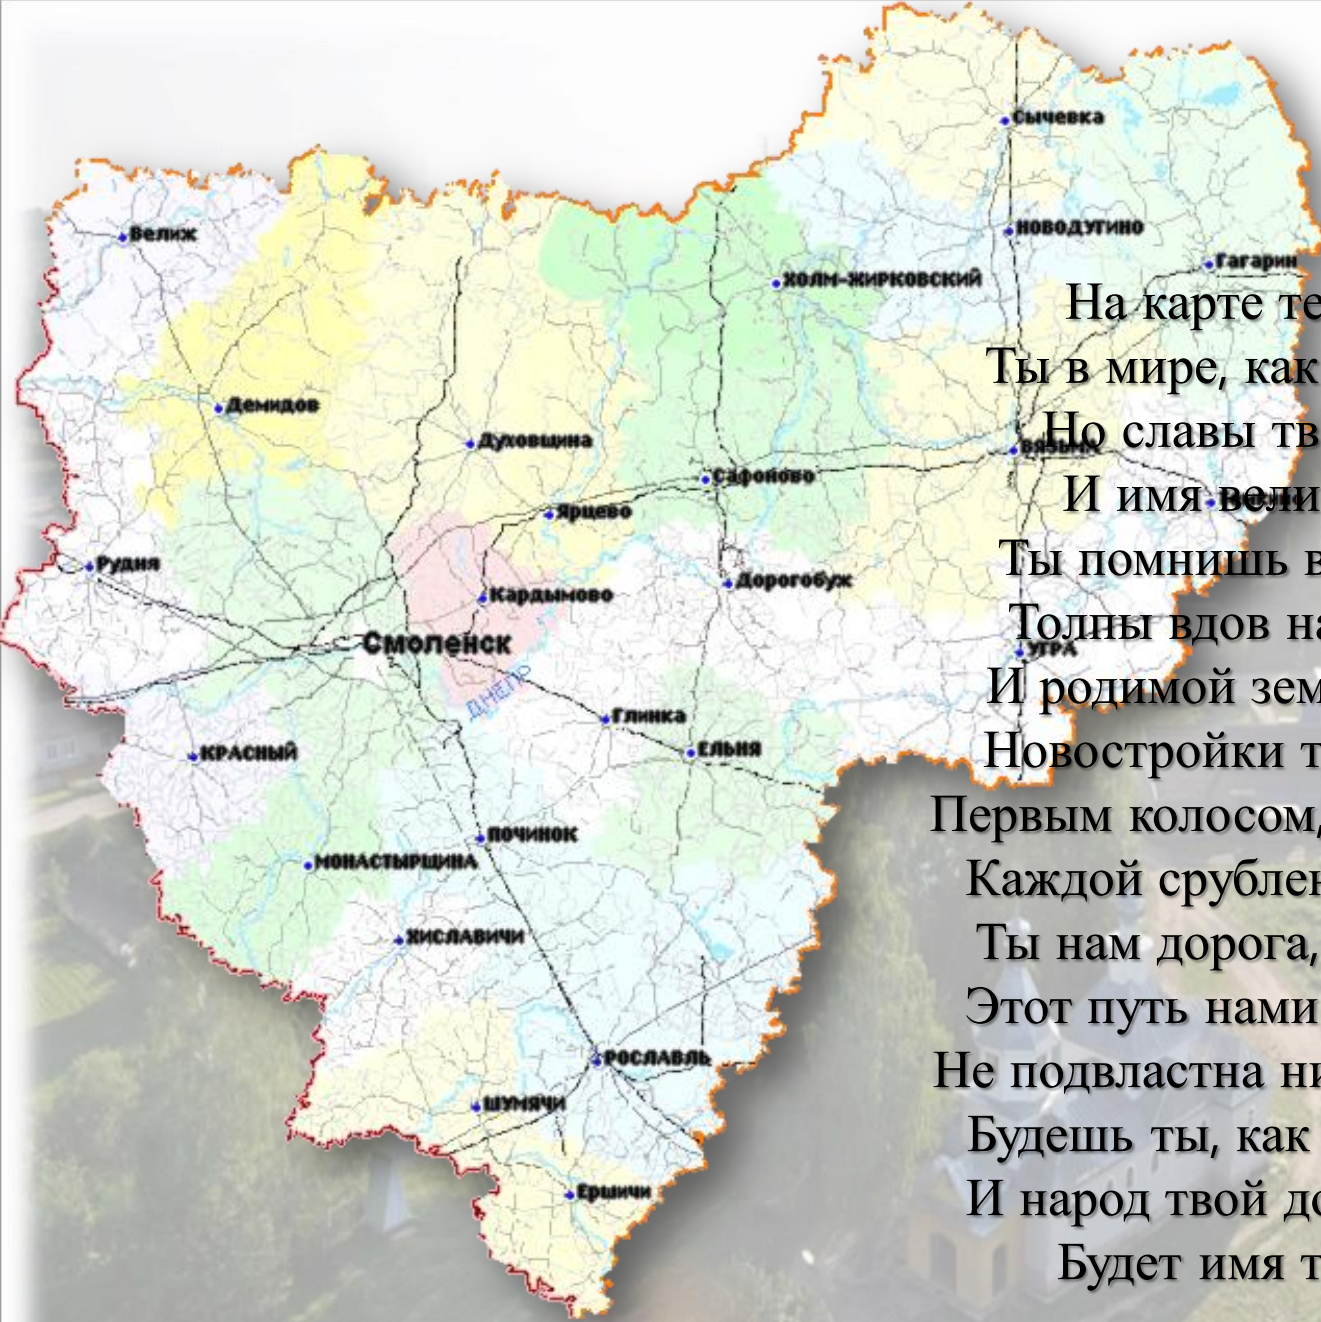 Сычевка
Велиж
НОВОДУГИНО
Гагарин
ХОЛМ-ЖИРКОВСКИЙ
На карте те
Ты в мире, как
Демидов
Духовщина
Но славы тв
ВЯЗЬМА
Сафоново
И имя вели
Ярцево
Ты помнишь в
Рудня
Дорогобуж
Кардымово
Толпы вдов на
Смоленск
УГРА
ДНЕПР
И родимой зем
Глинка
КРАСНЫЙ
ЕЛЬНЯ
Новостройки т
Первым колосом,
ПОЧИНОК
МОНАСТЫРЩИНА
Каждой срублен
ХИСЛАВИЧИ
Ты нам дорога,
Этот путь нами
РОСЛАВЛЬ
Не подвластна ни
ШУМЯЧИ
Будешь ты, как
Ершичи
И народ твой до
Будет имя т